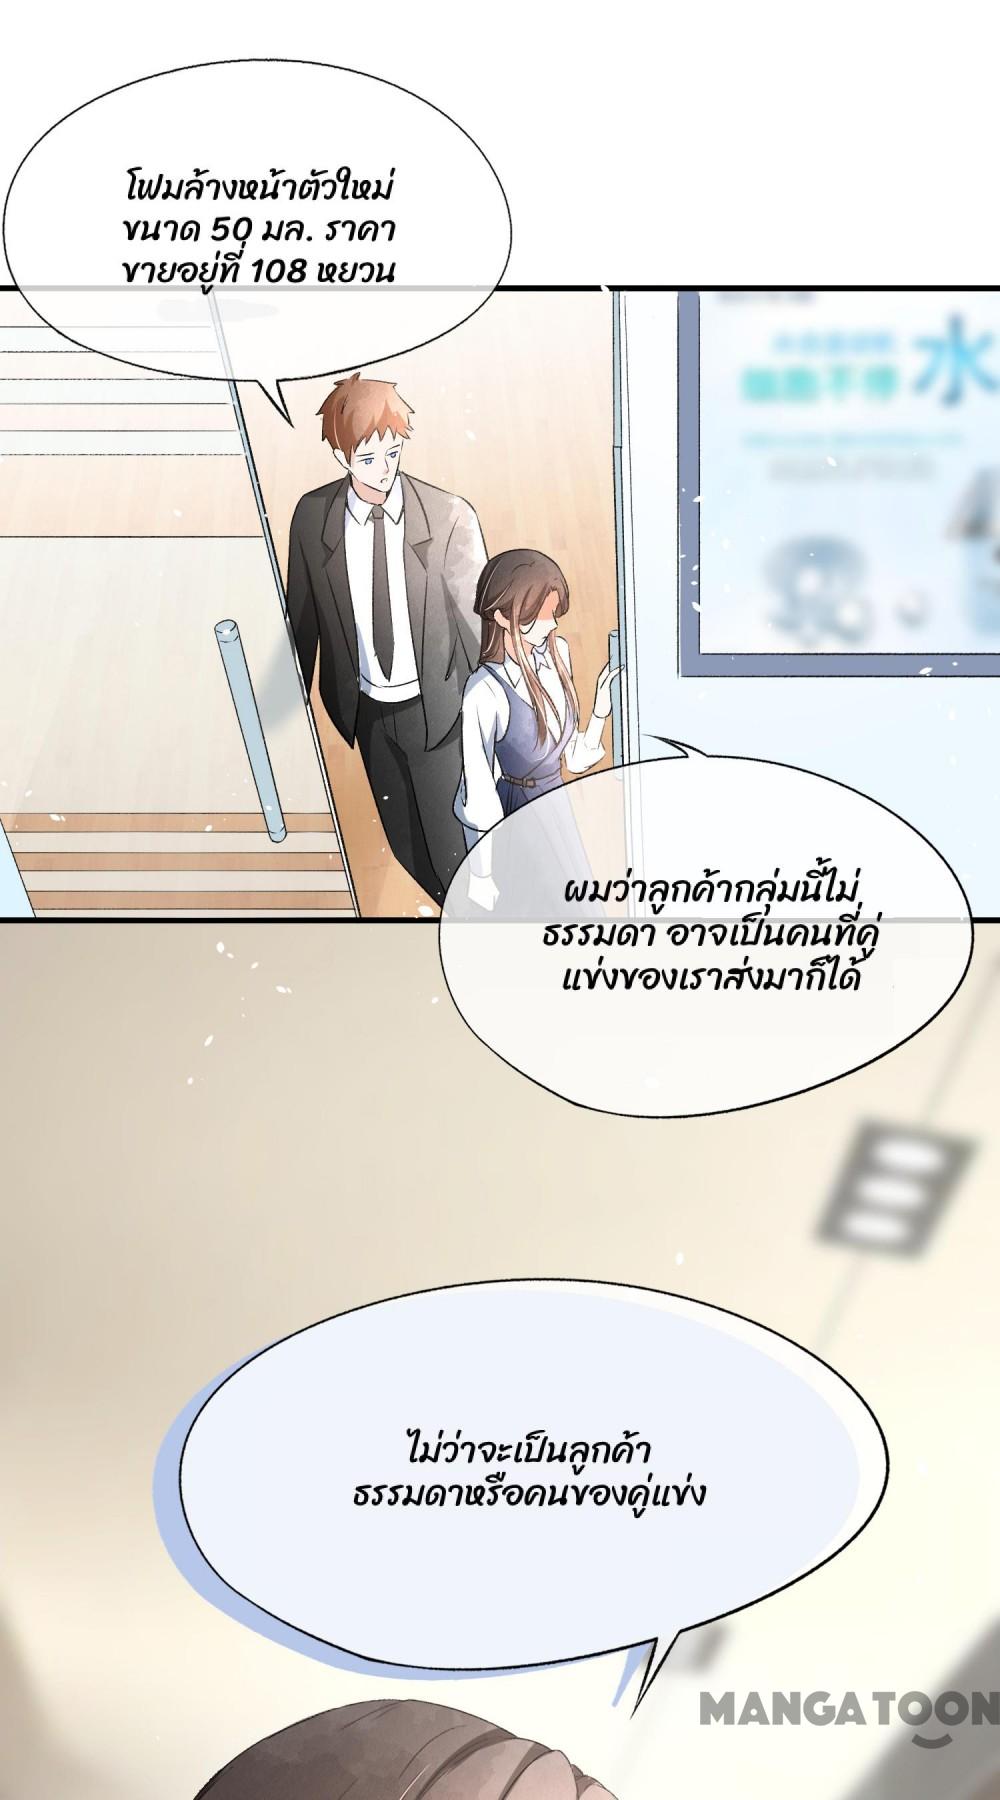 โฟมล้างหน้าตัวใหม่
ขนาด 50 มล. ราคา
ขายอยู่ที่ 108 หยวน
水
ผมว่าลูกค้ากลุ่มนี้ไม่
ธรรมดา อาจเป็นคนที่คู่
แข่งของเราส่งมาก็ได้
ไม่ว่าจะเป็นลูกค้า
ธรรมดาหรือคนของคู่แข่ง
MANGATOON